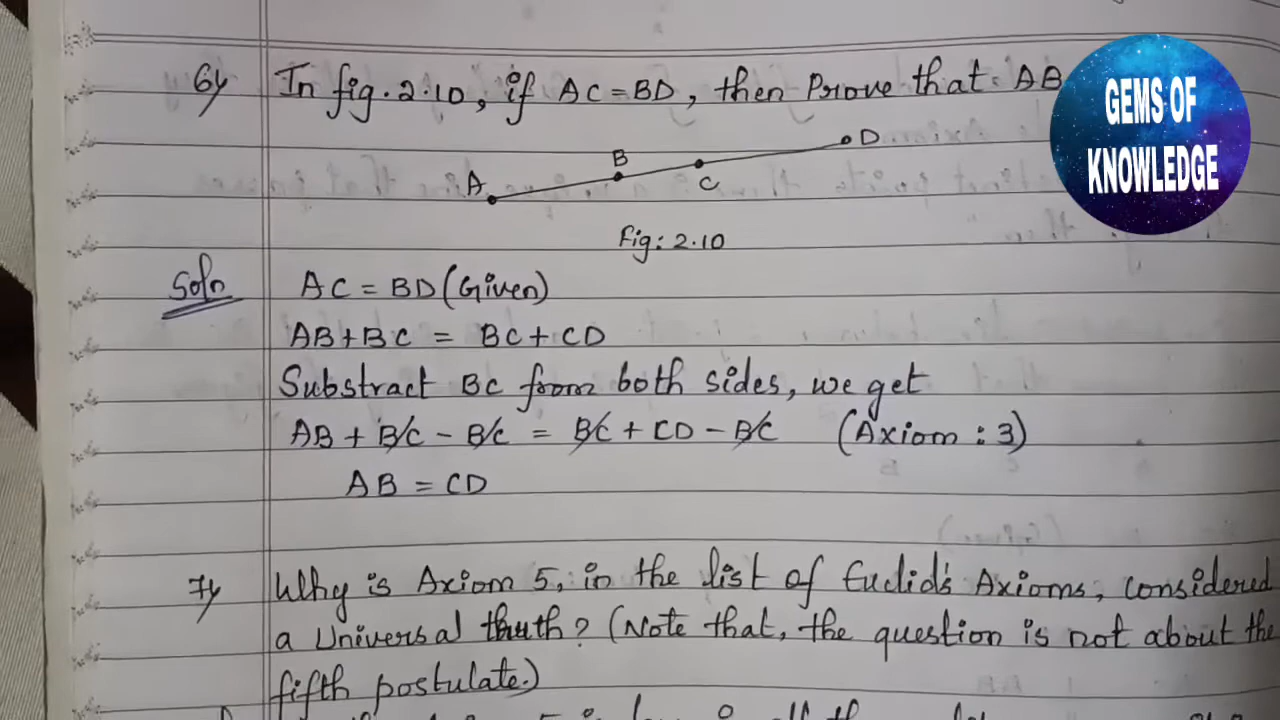 6) In fig. 2.10, if AC = BD, then Prove that AB
GEMS OF
KNOWLEDGE
A B C D
Fig: 2.10
Soln AC = BD (Given)
AB + BC = BC + CD
Substract BC from both sides, we get
AB + BC - BC = BC + CD - BC (Axiom : 3)
AB = CD
7) Why is Axiom 5, in the list of Euclid's Axioms, considered
a Universal truth? (Note that, the question is not about the
fifth postulate.)